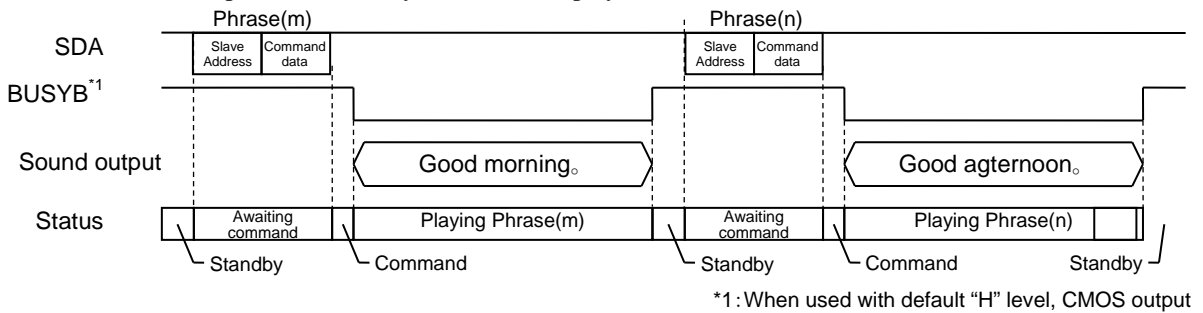 Phrase(m)
Phrase(n)
SDA
Slave Address
Command data
Slave Address
Command data
BUSYB*1
Sound output
Good morning。
Good agternoon。
Status
Awaiting command
Playing Phrase(m)
Awaiting command
Playing Phrase(n)
Standby
Command
Standby
Command
Standby
*1:When used with default “H” level, CMOS output